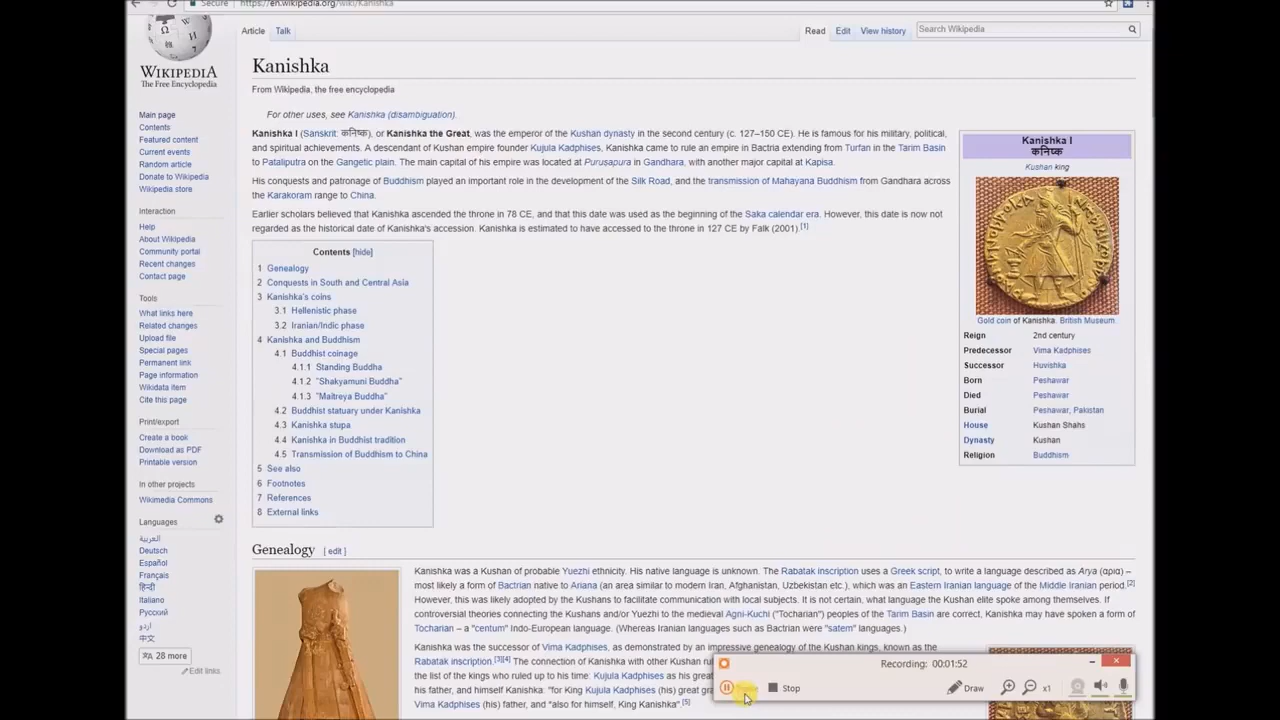 Secure https://en.wikipedia.org/wiki/Kanishka
WIKIPEDIA
The Free Encyclopedia
Article Talk Read Edit View history Search Wikipedia
Kanishka
From Wikipedia, the free encyclopedia
For other uses, see Kanishka (disambiguation).
Kanishka I (Sanskrit: कनिष्क), or Kanishka the Great, was the emperor of the Kushan dynasty in the second century (c. 127–150 CE). He is famous for his military, political,
and spiritual achievements. A descendant of Kushan empire founder Kujula Kadphises, Kanishka came to rule an empire in Bactria extending from Turfan in the Tarim Basin
to Pataliputra on the Gangetic plain. The main capital of his empire was located at Puruṣapura in Gandhara, with another major capital at Kapisa.
His conquests and patronage of Buddhism played an important role in the development of the Silk Road, and the transmission of Mahayana Buddhism from Gandhara across
the Karakoram range to China.
Earlier scholars believed that Kanishka ascended the throne in 78 CE, and that this date was used as the beginning of the Saka calendar era. However, this date is now not
regarded as the historical date of Kanishka's accession. Kanishka is estimated to have accessed to the throne in 127 CE by Falk (2001).[1]
Contents [hide]
1 Genealogy
2 Conquests in South and Central Asia
3 Kanishka's coins
3.1 Hellenistic phase
3.2 Iranian/Indic phase
4 Kanishka and Buddhism
4.1 Buddhist coinage
4.1.1 Standing Buddha
4.1.2 "Shakyamuni Buddha"
4.1.3 "Maitreya Buddha"
4.2 Buddhist statuary under Kanishka
4.3 Kanishka stupa
4.4 Kanishka in Buddhist tradition
4.5 Transmission of Buddhism to China
5 See also
6 Footnotes
7 References
8 External links
Kanishka I
कनिष्क
Kushan king
Gold coin of Kanishka. British Museum.
Reign 2nd century
Predecessor Vima Kadphises
Successor Huvishka
Born Peshawar
Died Peshawar
Burial Peshawar, Pakistan
House Kushan Shahs
Dynasty Kushan
Religion Buddhism
Main page
Contents
Featured content
Current events
Random article
Donate to Wikipedia
Wikipedia store
Interaction
Help
About Wikipedia
Community portal
Recent changes
Contact page
Tools
What links here
Related changes
Upload file
Special pages
Permanent link
Page information
Wikidata item
Cite this page
Print/export
Create a book
Download as PDF
Printable version
In other projects
Wikimedia Commons
Languages
العربية
Deutsch
Español
Français
हिन्दी
Italiano
Русский
اردو
中文
28 more
Edit links
Genealogy [ edit ]
Kanishka was a Kushan of probable Yuezhi ethnicity. His native language is unknown. The Rabatak inscription uses a Greek script, to write a language described as Arya (αρια) –
most likely a form of Bactrian native to Ariana (an area similar to modern Iran, Afghanistan, Uzbekistan etc.), which was an Eastern Iranian language of the Middle Iranian period.[2]
However, this was likely adopted by the Kushans to facilitate communication with local subjects. It is not certain, what language the Kushan elite spoke among themselves. If
controversial theories connecting the Kushans and/or Yuezhi to the medieval Agni-Kuchi ("Tocharian") peoples of the Tarim Basin are correct, Kanishka may have spoken a form of
Tocharian – a "centum" Indo-European language. (Whereas Iranian languages such as Bactrian were "satem" languages.)
Kanishka was the successor of Vima Kadphises, as demonstrated by an impressive genealogy of the Kushan kings, known as the
Rabatak inscription.[3][4] The connection of Kanishka with other Kushan ru
the list of the kings who ruled up to his time: Kujula Kadphises as his great
his father, and himself Kanishka: "for King Kujula Kadphises (his) great gra
Vima Kadphises (his) father, and "also for himself, King Kanishka" [5]
Recording: 00:01:52
Stop Draw x1